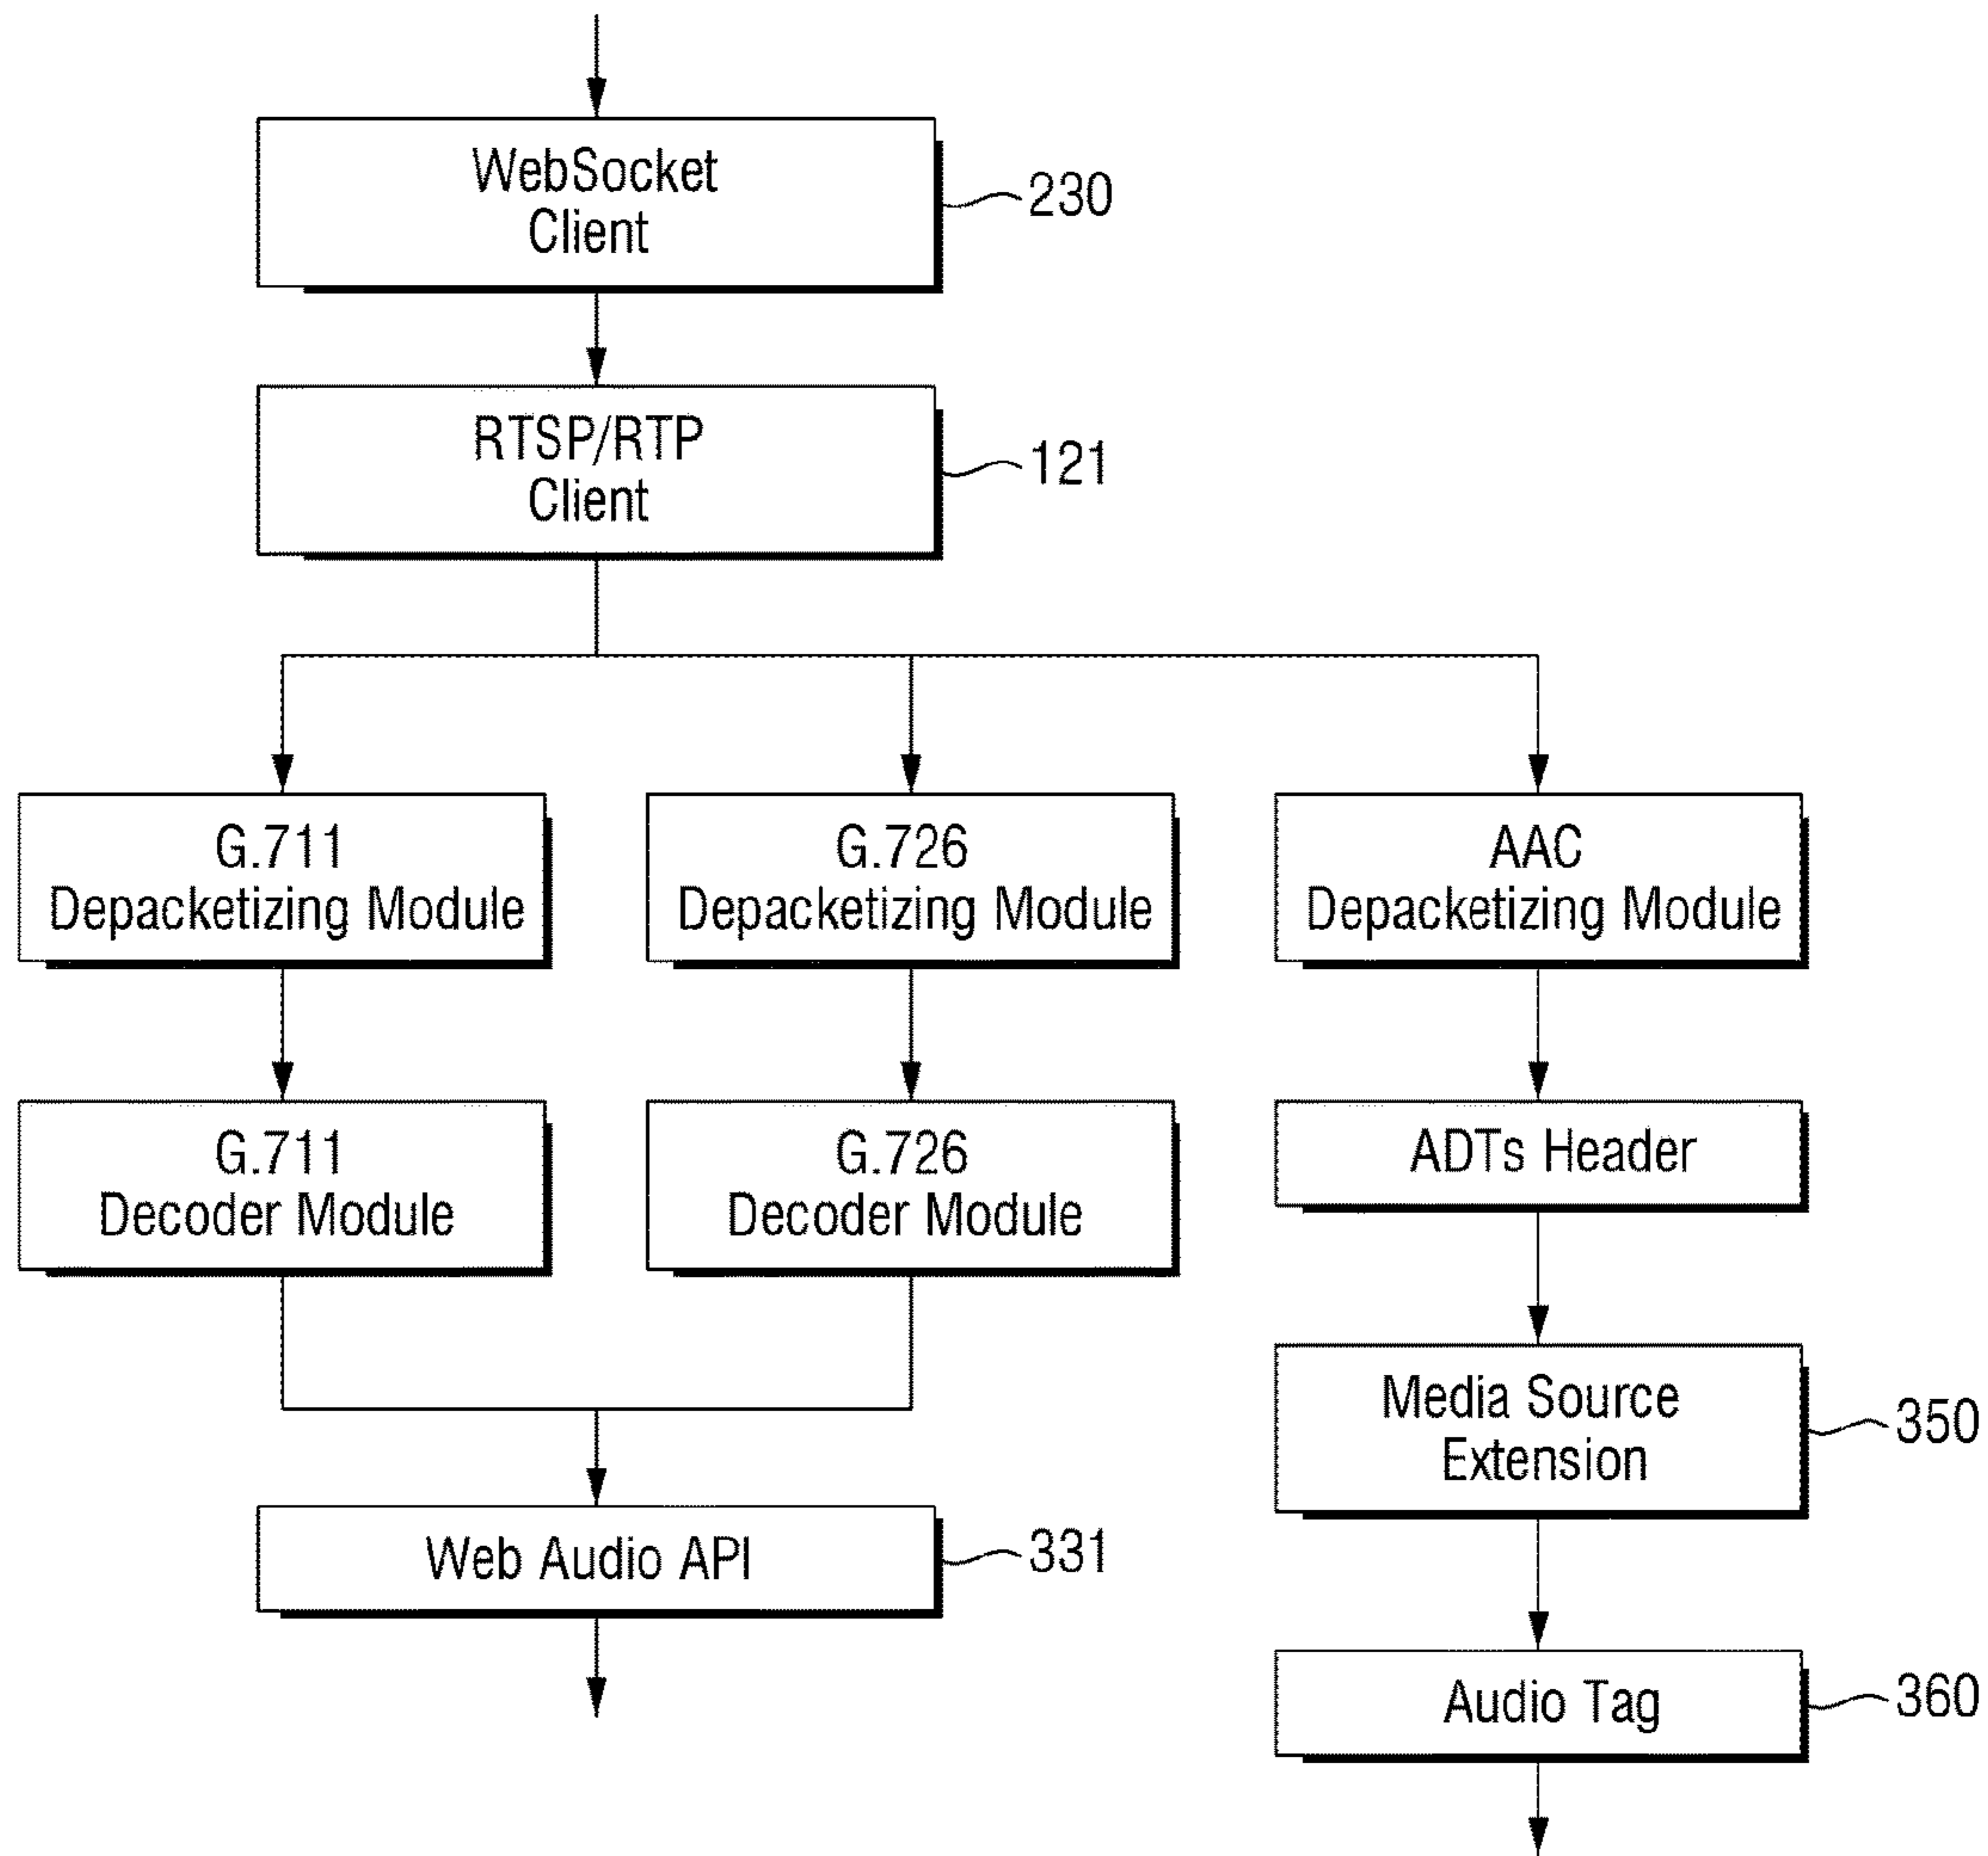 WebSocket
Client
230
RTSP/RTP
Client
121
G.711
Depacketizing Module
G.726
Depacketizing Module
AAC
Depacketizing Module
G.711
Decoder Module
G.726
Decoder Module
ADTs Header
Media Source
Extension
350
Web Audio API
331
Audio Tag
360